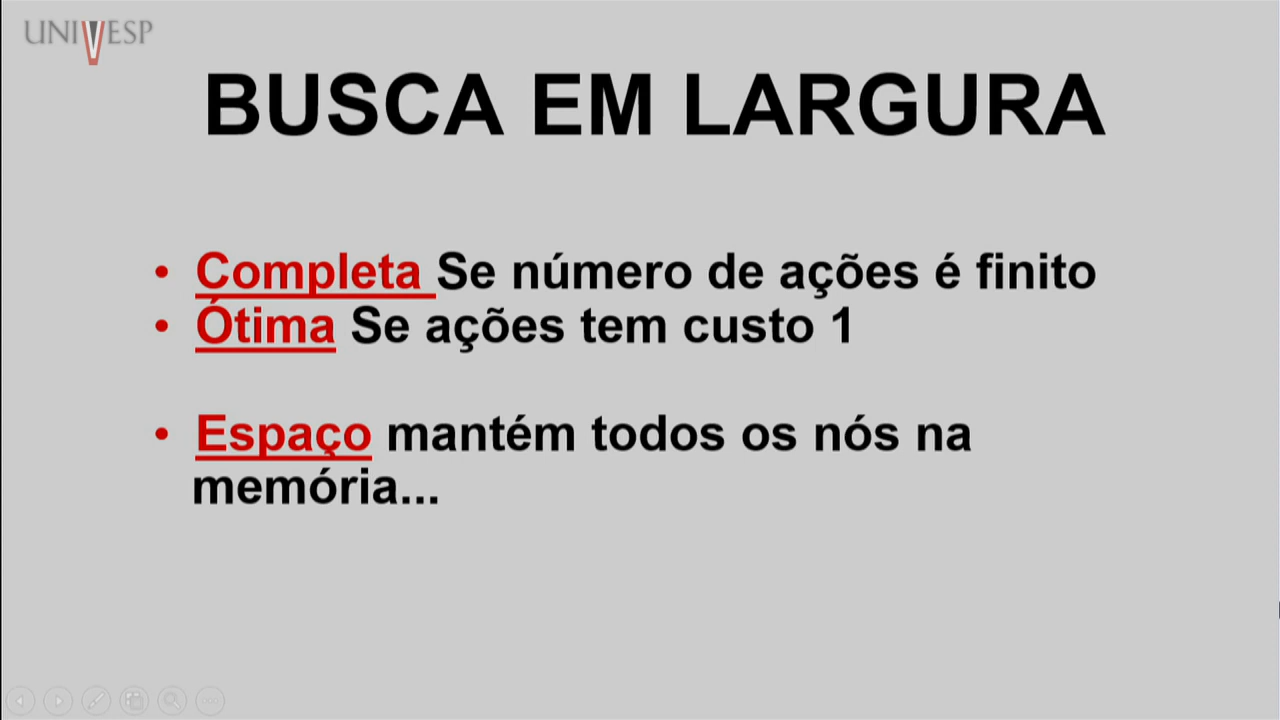 UNIVESP
BUSCA EM LARGURA
• Completa Se número de ações é finito
• Ótima Se ações tem custo 1
• Espaço mantém todos os nós na
memória...